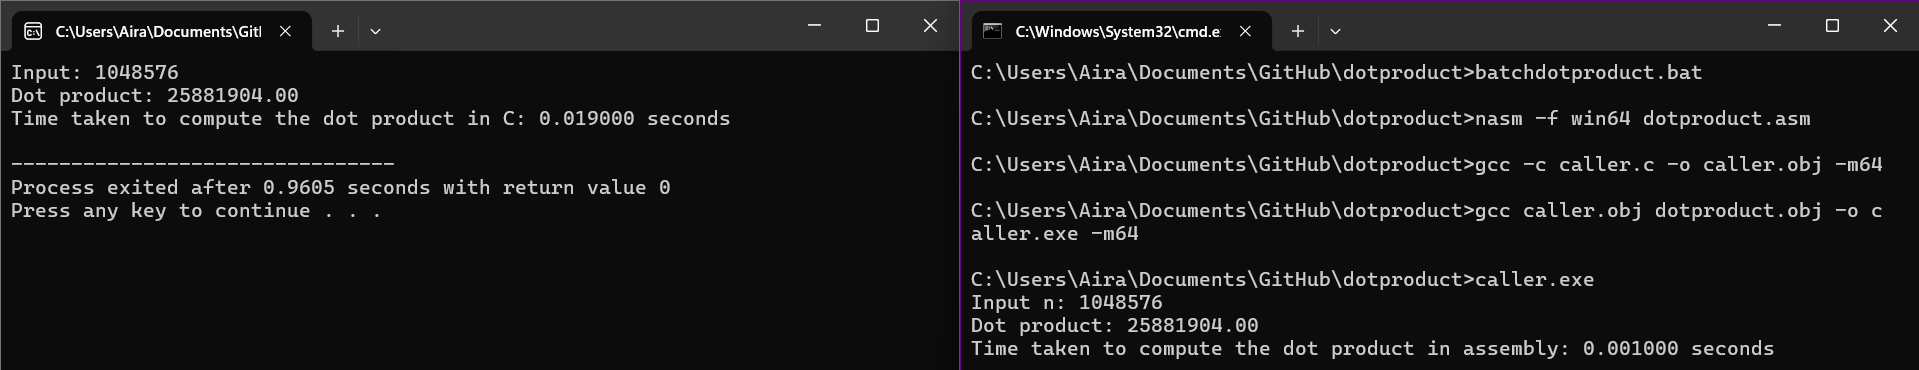 C:\Users\Aira\Documents\Gitl
Input: 1048576
Dot product: 25881904.00
Time taken to compute the dot product in C: 0.019000 seconds
--------------------------------
Process exited after 0.9605 seconds with return value 0
Press any key to continue . . .
C:\Windows\System32\cmd.e
C:\Users\Aira\Documents\GitHub\dotproduct>batchdotproduct.bat
C:\Users\Aira\Documents\GitHub\dotproduct>nasm -f win64 dotproduct.asm
C:\Users\Aira\Documents\GitHub\dotproduct>gcc -c caller.c -o caller.obj -m64
C:\Users\Aira\Documents\GitHub\dotproduct>gcc caller.obj dotproduct.obj -o c
aller.exe -m64
C:\Users\Aira\Documents\GitHub\dotproduct>caller.exe
Input n: 1048576
Dot product: 25881904.00
Time taken to compute the dot product in assembly: 0.001000 seconds